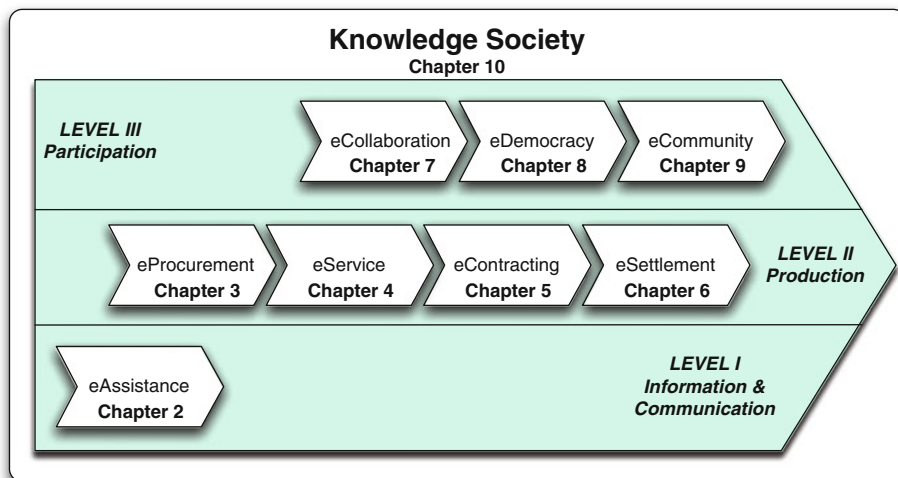 Knowledge Society
Chapter 10
LEVEL III
Participation
eCollaboration
Chapter 7
eDemocracy
Chapter 8
eCommunity
Chapter 9
eProcurement
Chapter 3
eService
Chapter 4
eContracting
Chapter 5
eSettlement
Chapter 6
LEVEL II
Production
eAssistance
Chapter 2
LEVEL I
Information &
Communication